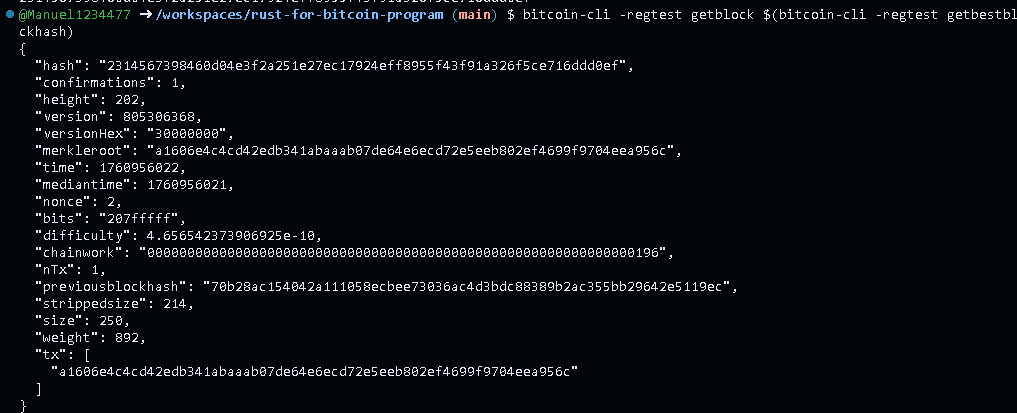 @Manuel1234477 ➜ /workspaces/rust-for-bitcoin-program (main) $ bitcoin-cli -regtest getblock $(bitcoin-cli -regtest getbestbl
ckhash)
{
  "hash": "2314567398460d04e3f2a251e27ec17924eff8955f43f91a326f5ce716ddd0ef",
  "confirmations": 1,
  "height": 202,
  "version": 805306368,
  "versionHex": "30000000",
  "merkleroot": "a1606e4c4cd42edb341abaaab07de64e6ecd72e5eeb802ef4699f9704eea956c",
  "time": 1760956022,
  "mediantime": 1760956021,
  "nonce": 2,
  "bits": "207fffff",
  "difficulty": 4.656542373906925e-10,
  "chainwork": "0000000000000000000000000000000000000000000000000000000000000196",
  "nTx": 1,
  "previousblockhash": "70b28ac154042a111058ecbee73036ac4d3bdc88389b2ac355bb29642e5119ec",
  "strippedsize": 214,
  "size": 250,
  "weight": 892,
  "tx": [
    "a1606e4c4cd42edb341abaaab07de64e6ecd72e5eeb802ef4699f9704eea956c"
  ]
}